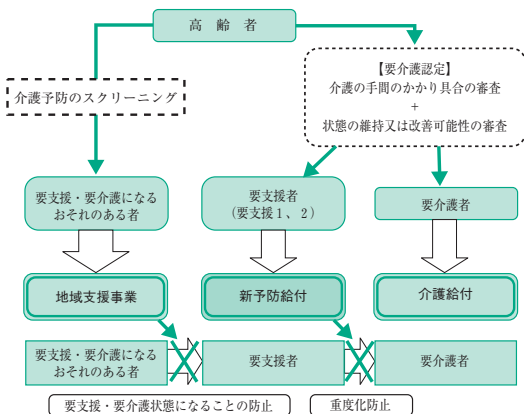 高齢者
介護予防のスクリーニング
【要介護認定】
介護の手間のかかり具合の審査
+
状態の維持又は改善可能性の審査
要支援・要介護になる
おそれのある者
要支援者
(要支援1、2)
要介護者
地域支援事業
新予防給付
介護給付
要支援・要介護になる
おそれのある者
要支援者
要介護者
要支援・要介護状態になることの防止
重度化防止